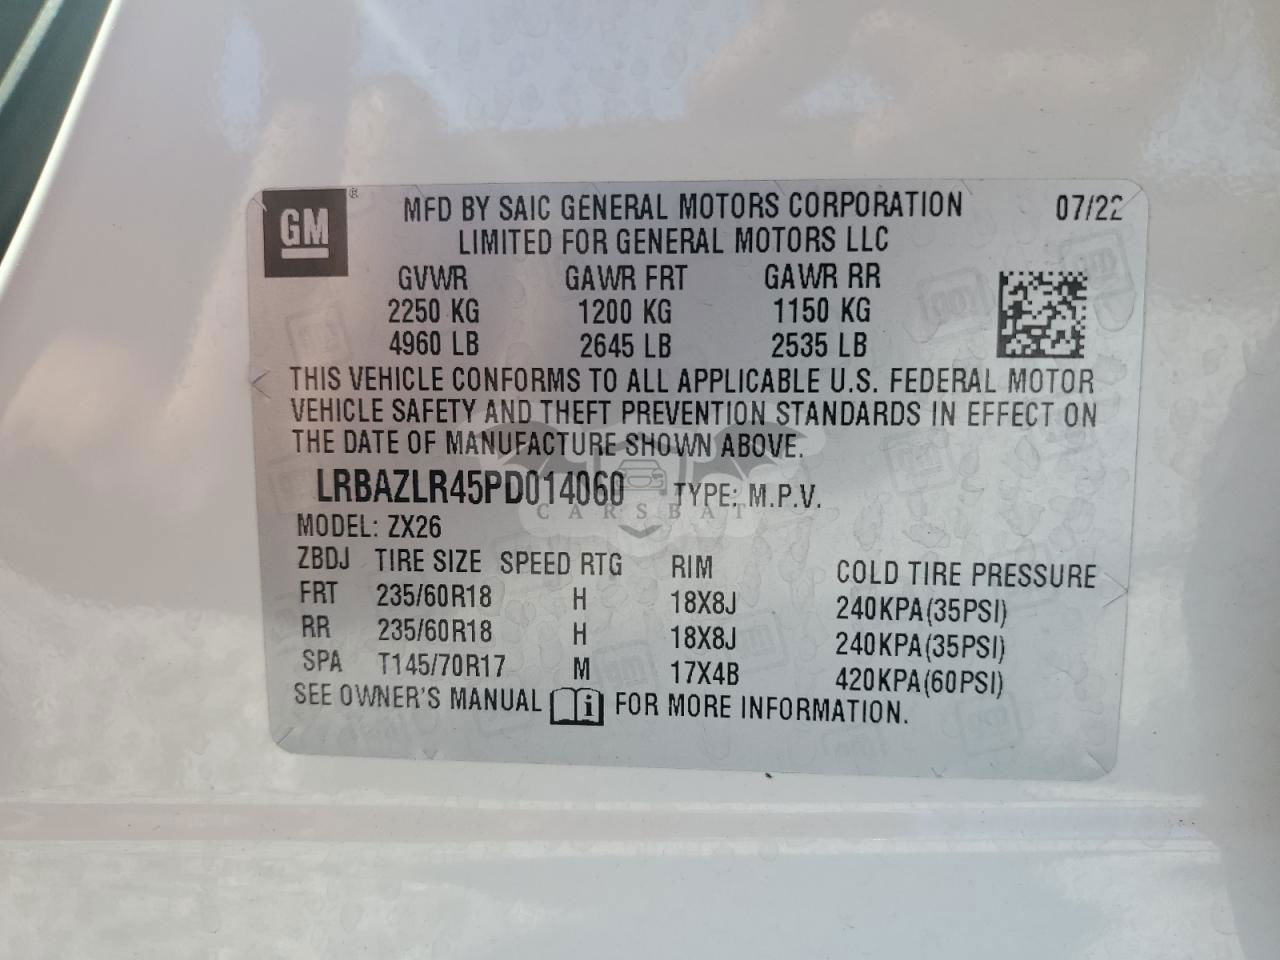 GM ® MFD BY SAIC GENERAL MOTORS CORPORATION 07/22
LIMITED FOR GENERAL MOTORS LLC
GVWR GAWR FRT GAWR RR
2250 KG 1200 KG 1150 KG
4960 LB 2645 LB 2535 LB
THIS VEHICLE CONFORMS TO ALL APPLICABLE U.S. FEDERAL MOTOR
VEHICLE SAFETY AND THEFT PREVENTION STANDARDS IN EFFECT ON
THE DATE OF MANUFACTURE SHOWN ABOVE.
LRBAZLR45PD014060 TYPE: M.P.V.
CARSBAT
MODEL: ZX26
ZBDJ TIRE SIZE SPEED RTG RIM COLD TIRE PRESSURE
FRT 235/60R18 H 18X8J 240KPA(35PSI)
RR 235/60R18 H 18X8J 240KPA(35PSI)
SPA T145/70R17 M 17X4B 420KPA(60PSI)
SEE OWNER'S MANUAL i FOR MORE INFORMATION.